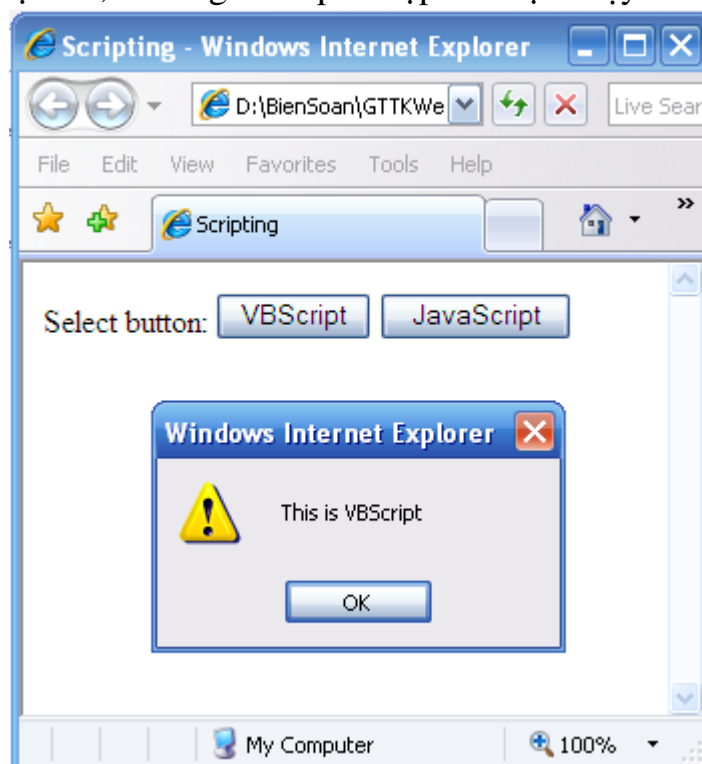 Scripting - Windows Internet Explorer
D:\BienSoan\GTTKWe
Live Sear
File Edit View Favorites Tools Help
Scripting
»
Select button: VBScript JavaScript
Windows Internet Explorer
This is VBScript
OK
My Computer 100%